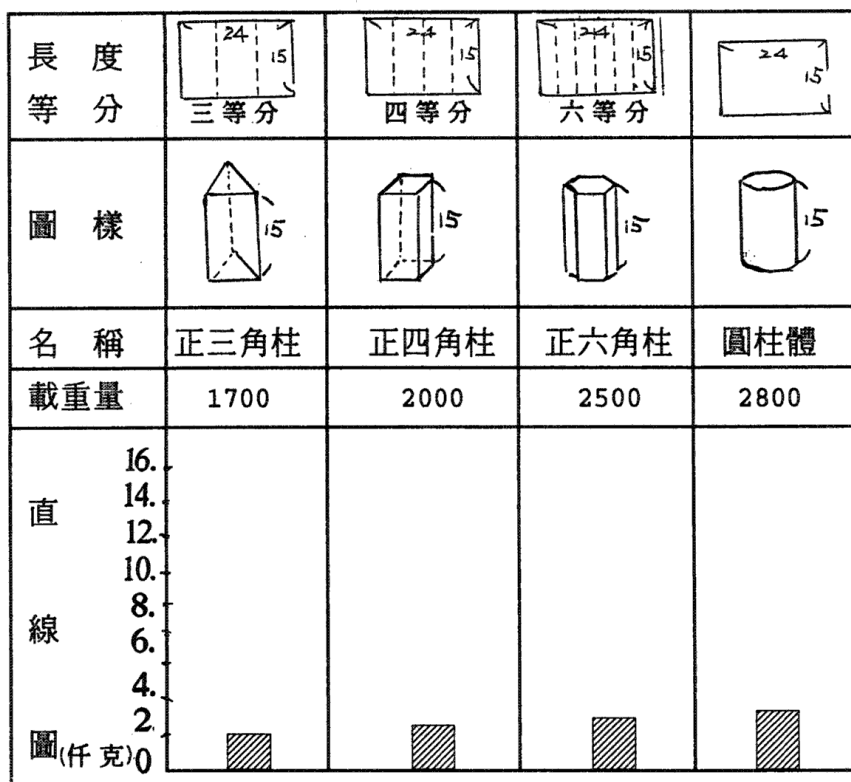 長度等分
24 15
三等分
24 15
四等分
24 15
六等分
24 15
圖樣
15
15
15
15
名稱 正三角柱 正四角柱 正六角柱 圓柱體
載重量 1700 2000 2500 2800
直線圖
16.
14.
12.
10.
8.
6.
4.
2.
(仟克) 0